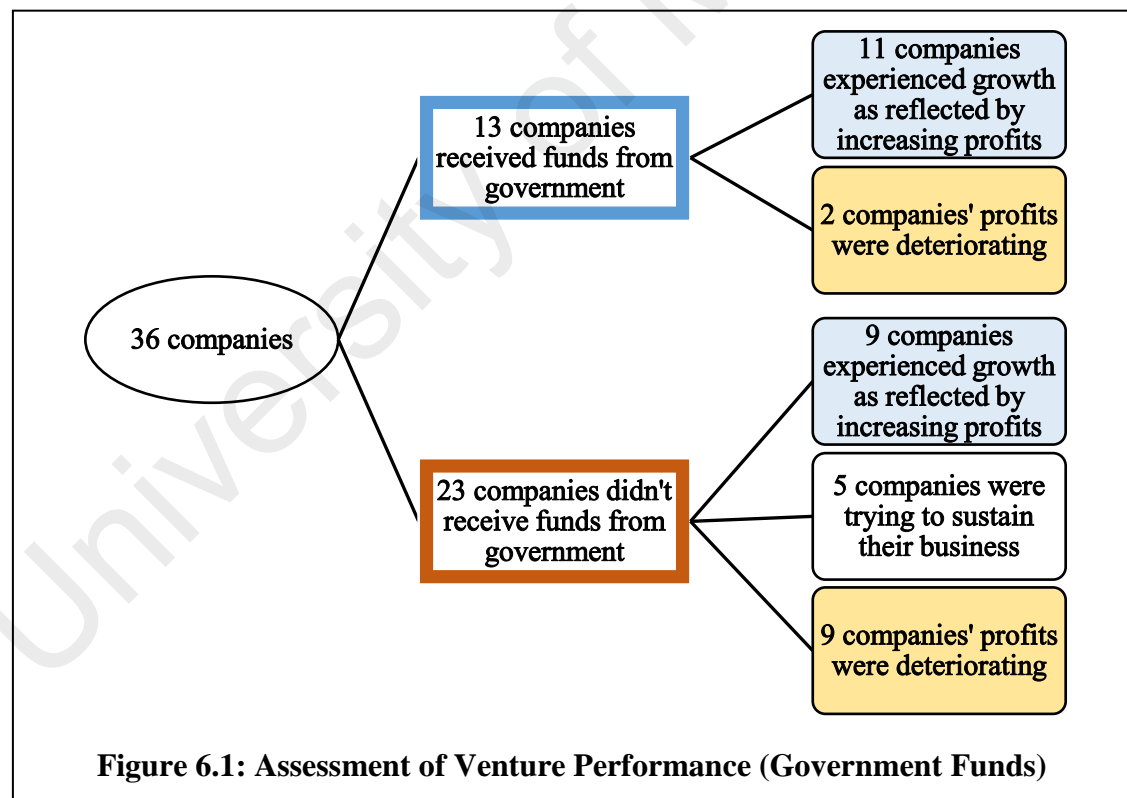 11 companies
experienced growth
as reflected by
increasing profits
13 companies
received funds from
government
2 companies' profits
were deteriorating
36 companies
9 companies
experienced growth
as reflected by
increasing profits
23 companies didn't
receive funds from
government
5 companies were
trying to sustain
their business
9 companies' profits
were deteriorating
Figure 6.1: Assessment of Venture Performance (Government Funds)
University of